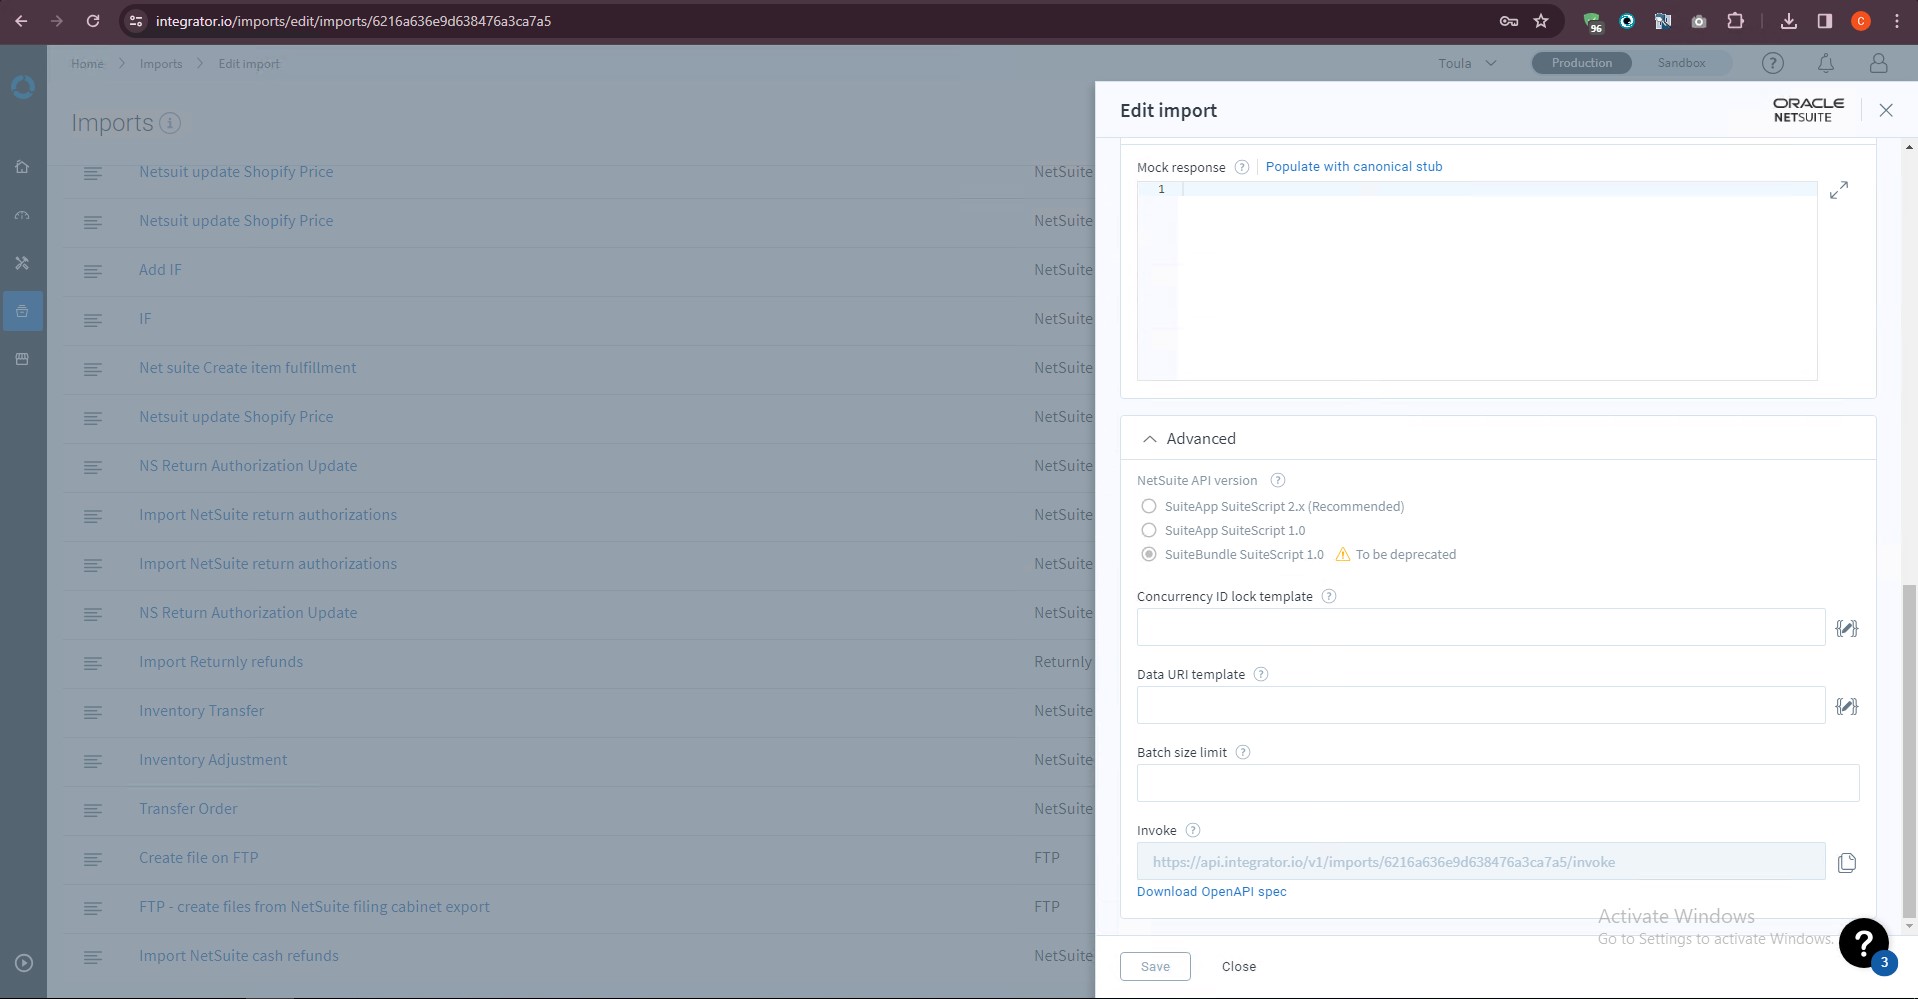 integrator.io/imports/edit/imports/6216a636e9d638476a3ca7a5
96
C
Home
Imports
Edit import
Toula
Production
Sandbox
Imports
Netsuit update Shopify Price
NetSuite
Netsuit update Shopify Price
NetSuite
Add IF
NetSuite
IF
NetSuite
Net suite Create item fulfillment
NetSuite
Netsuit update Shopify Price
NetSuite
NS Return Authorization Update
NetSuite
Import NetSuite return authorizations
NetSuite
Import NetSuite return authorizations
NetSuite
NS Return Authorization Update
NetSuite
Import Returnly refunds
Returnly
Inventory Transfer
NetSuite
Inventory Adjustment
NetSuite
Transfer Order
NetSuite
Create file on FTP
FTP
FTP - create files from NetSuite filing cabinet export
FTP
Import NetSuite cash refunds
NetSuite
Edit import
ORACLE
NETSUITE
Mock response
Populate with canonical stub
1
Advanced
NetSuite API version
SuiteApp SuiteScript 2.x (Recommended)
SuiteApp SuiteScript 1.0
SuiteBundle SuiteScript 1.0
To be deprecated
Concurrency ID lock template
Data URI template
Batch size limit
Invoke
https://api.integrator.io/v1/imports/6216a636e9d638476a3ca7a5/invoke
Download OpenAPI spec
Activate Windows
Go to Settings to activate Windows.
Save
Close
?
3